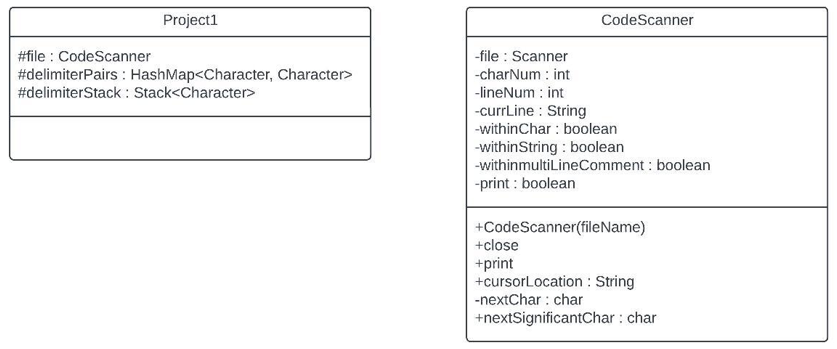 Project1
#file : CodeScanner
#delimiterPairs : HashMap<Character, Character>
#delimiterStack : Stack<Character>
CodeScanner
-file : Scanner
-charNum : int
-lineNum : int
-currLine : String
-withinChar : boolean
-withinString : boolean
-withinmultiLineComment : boolean
-print : boolean
+CodeScanner(fileName)
+close
+print
+cursorLocation : String
-nextChar : char
+nextSignificantChar : char